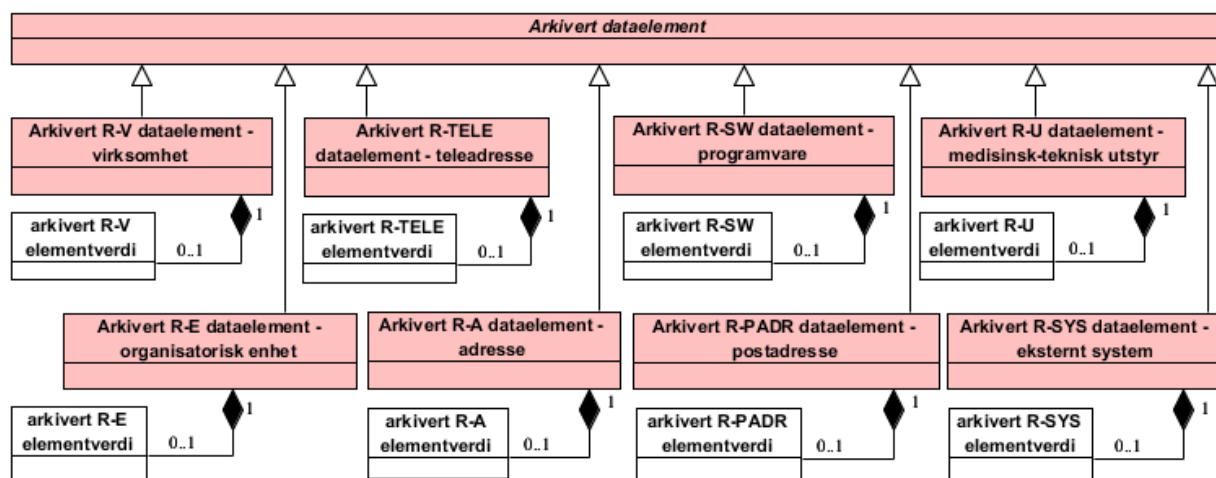 Arkivert dataelement
Arkivert R-V dataelement -
virksomhet
1
arkivert R-V
elementverdi
0..1
Arkivert R-TELE
dataelement - teleadresse
1
arkivert R-TELE
elementverdi
0..1
Arkivert R-SW dataelement -
programvare
1
arkivert R-SW
elementverdi
0..1
Arkivert R-U dataelement -
medisinsk-teknisk utstyr
1
arkivert R-U
elementverdi
0..1
Arkivert R-E dataelement -
organisatorisk enhet
1
arkivert R-E
elementverdi
0..1
Arkivert R-A dataelement -
adresse
1
arkivert R-A
elementverdi
0..1
Arkivert R-PADR dataelement -
postadresse
1
arkivert R-PADR
elementverdi
0..1
Arkivert R-SYS dataelement -
eksternt system
1
arkivert R-SYS
elementverdi
0..1